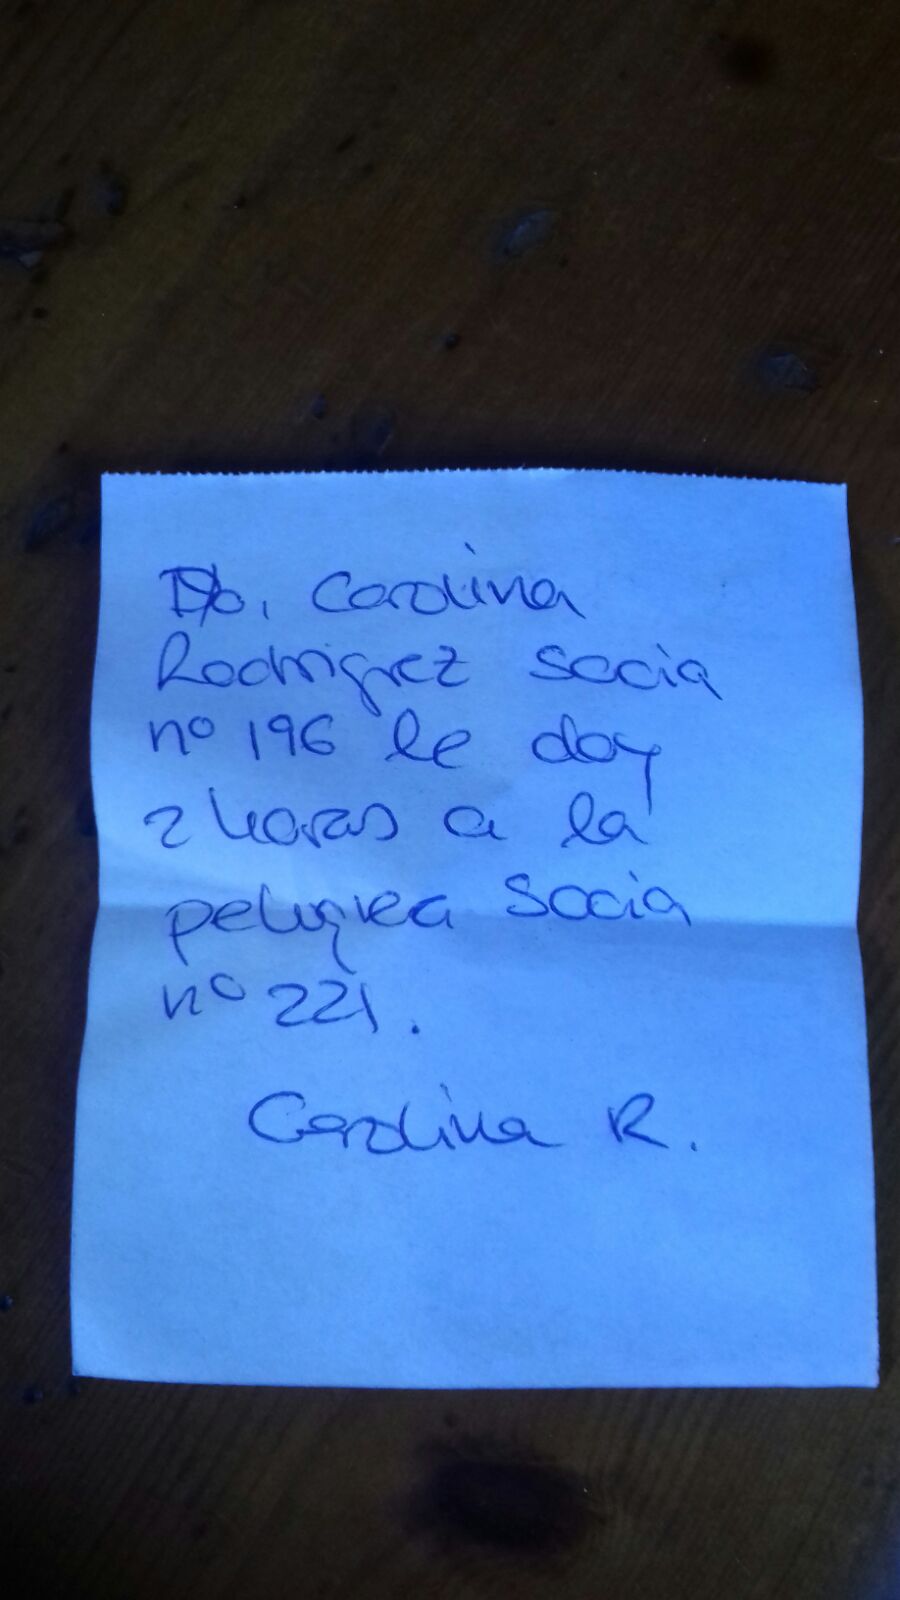 Yo, Carolina
Rodriguez socia
nº 196 le doy
2 horas a la
peluquera Socia
nº 221.
Carolina R.